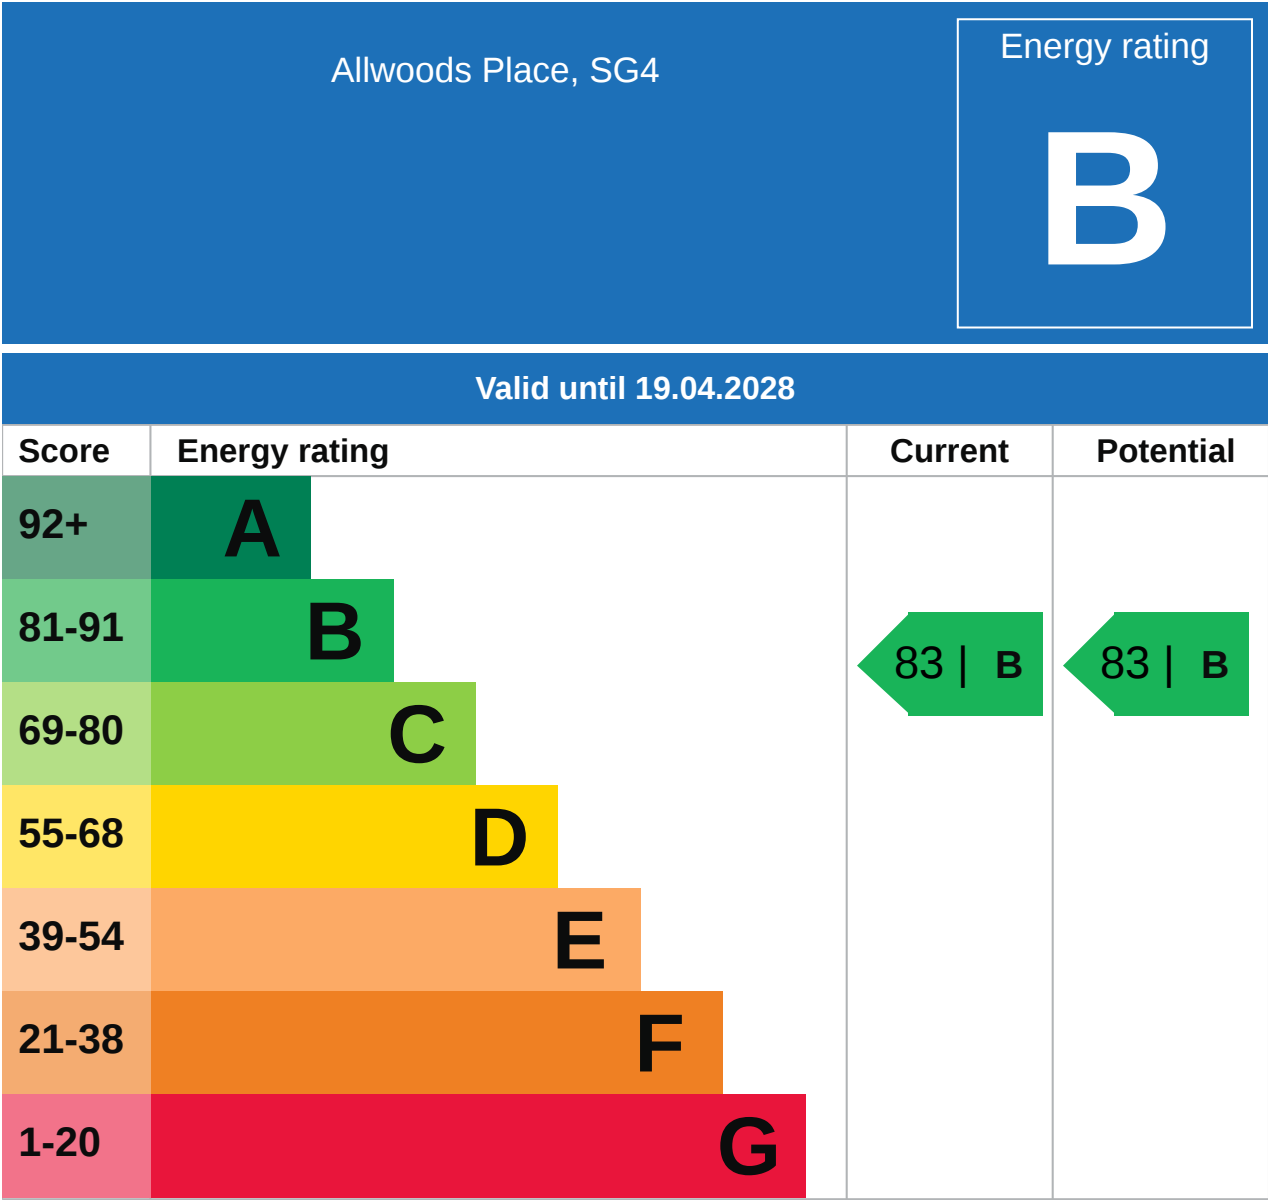 Allwoods Place, SG4
Energy rating
B
Valid until 19.04.2028
Score Energy rating Current Potential
92+ A
81-91 B
83 | B 83 | B
69-80 C
55-68 D
39-54 E
21-38 F
1-20 G